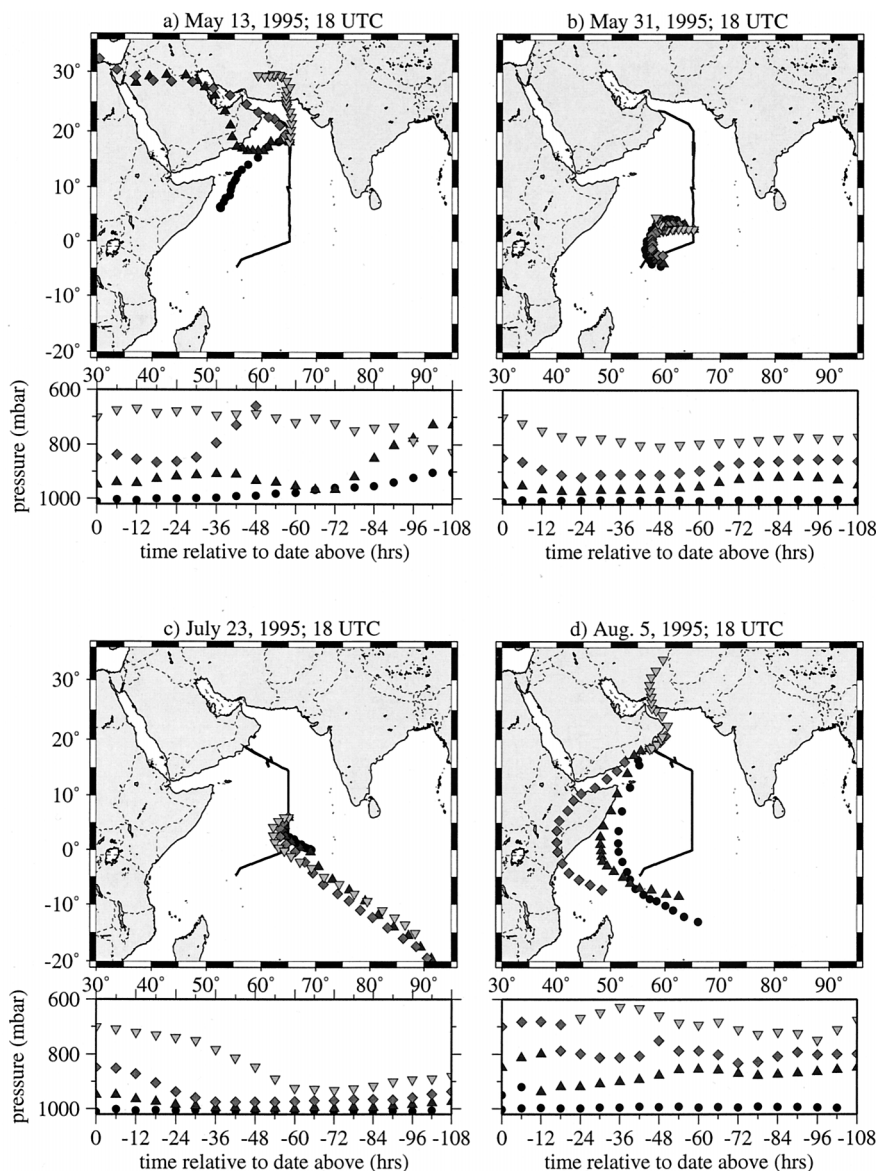 a) May 13, 1995; 18 UTC
b) May 31, 1995; 18 UTC
30°
20°
10°
0°
-10°
-20°
30° 40° 50° 60° 70° 80° 90°
40° 50° 60° 70° 80° 90°
pressure (mbar)
600
800
1000
0 -12 -24 -36 -48 -60 -72 -84 -96 -108
0 -12 -24 -36 -48 -60 -72 -84 -96 -108
time relative to date above (hrs)
time relative to date above (hrs)
c) July 23, 1995; 18 UTC
d) Aug. 5, 1995; 18 UTC
30°
20°
10°
0°
-10°
-20°
30° 40° 50° 60° 70° 80° 90°
40° 50° 60° 70° 80° 90°
pressure (mbar)
600
800
1000
0 -12 -24 -36 -48 -60 -72 -84 -96 -108
0 -12 -24 -36 -48 -60 -72 -84 -96 -108
time relative to date above (hrs)
time relative to date above (hrs)